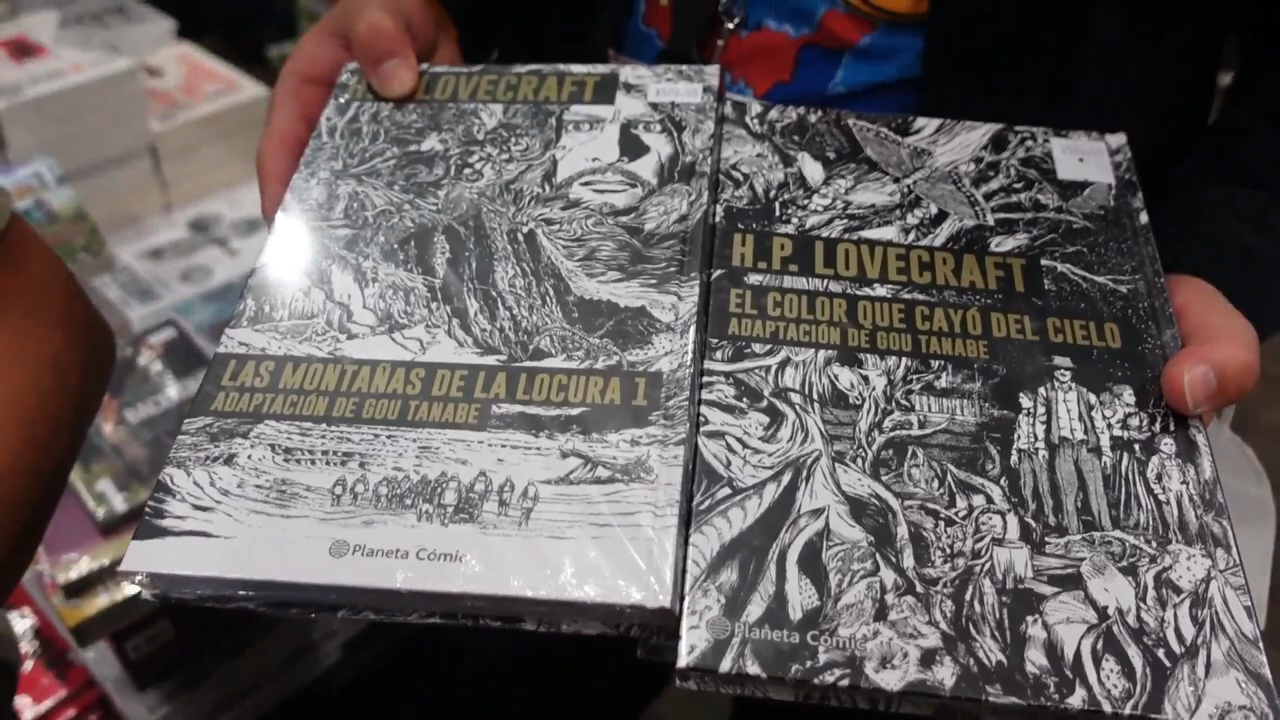 H.P. LOVECRAFT
LAS MONTAÑAS DE LA LOCURA 1
ADAPTACIÓN DE GOU TANABE
Planeta Cómic
H.P. LOVECRAFT
EL COLOR QUE CAYÓ DEL CIELO
ADAPTACIÓN DE GOU TANABE
Planeta Cómic